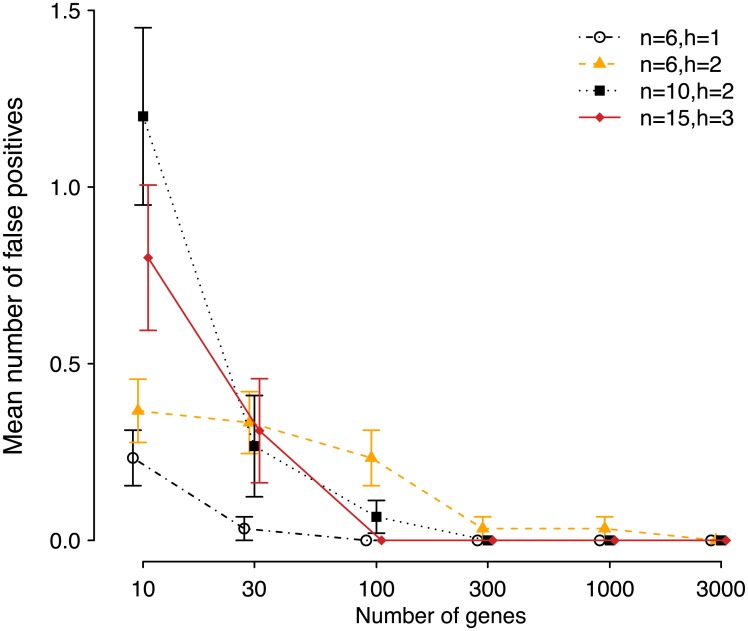 1.5
1.0
0.5
0.0
Mean number of false positives
n=6,h=1
n=6,h=2
n=10,h=2
n=15,h=3
10 30 100 300 1000 3000
Number of genes